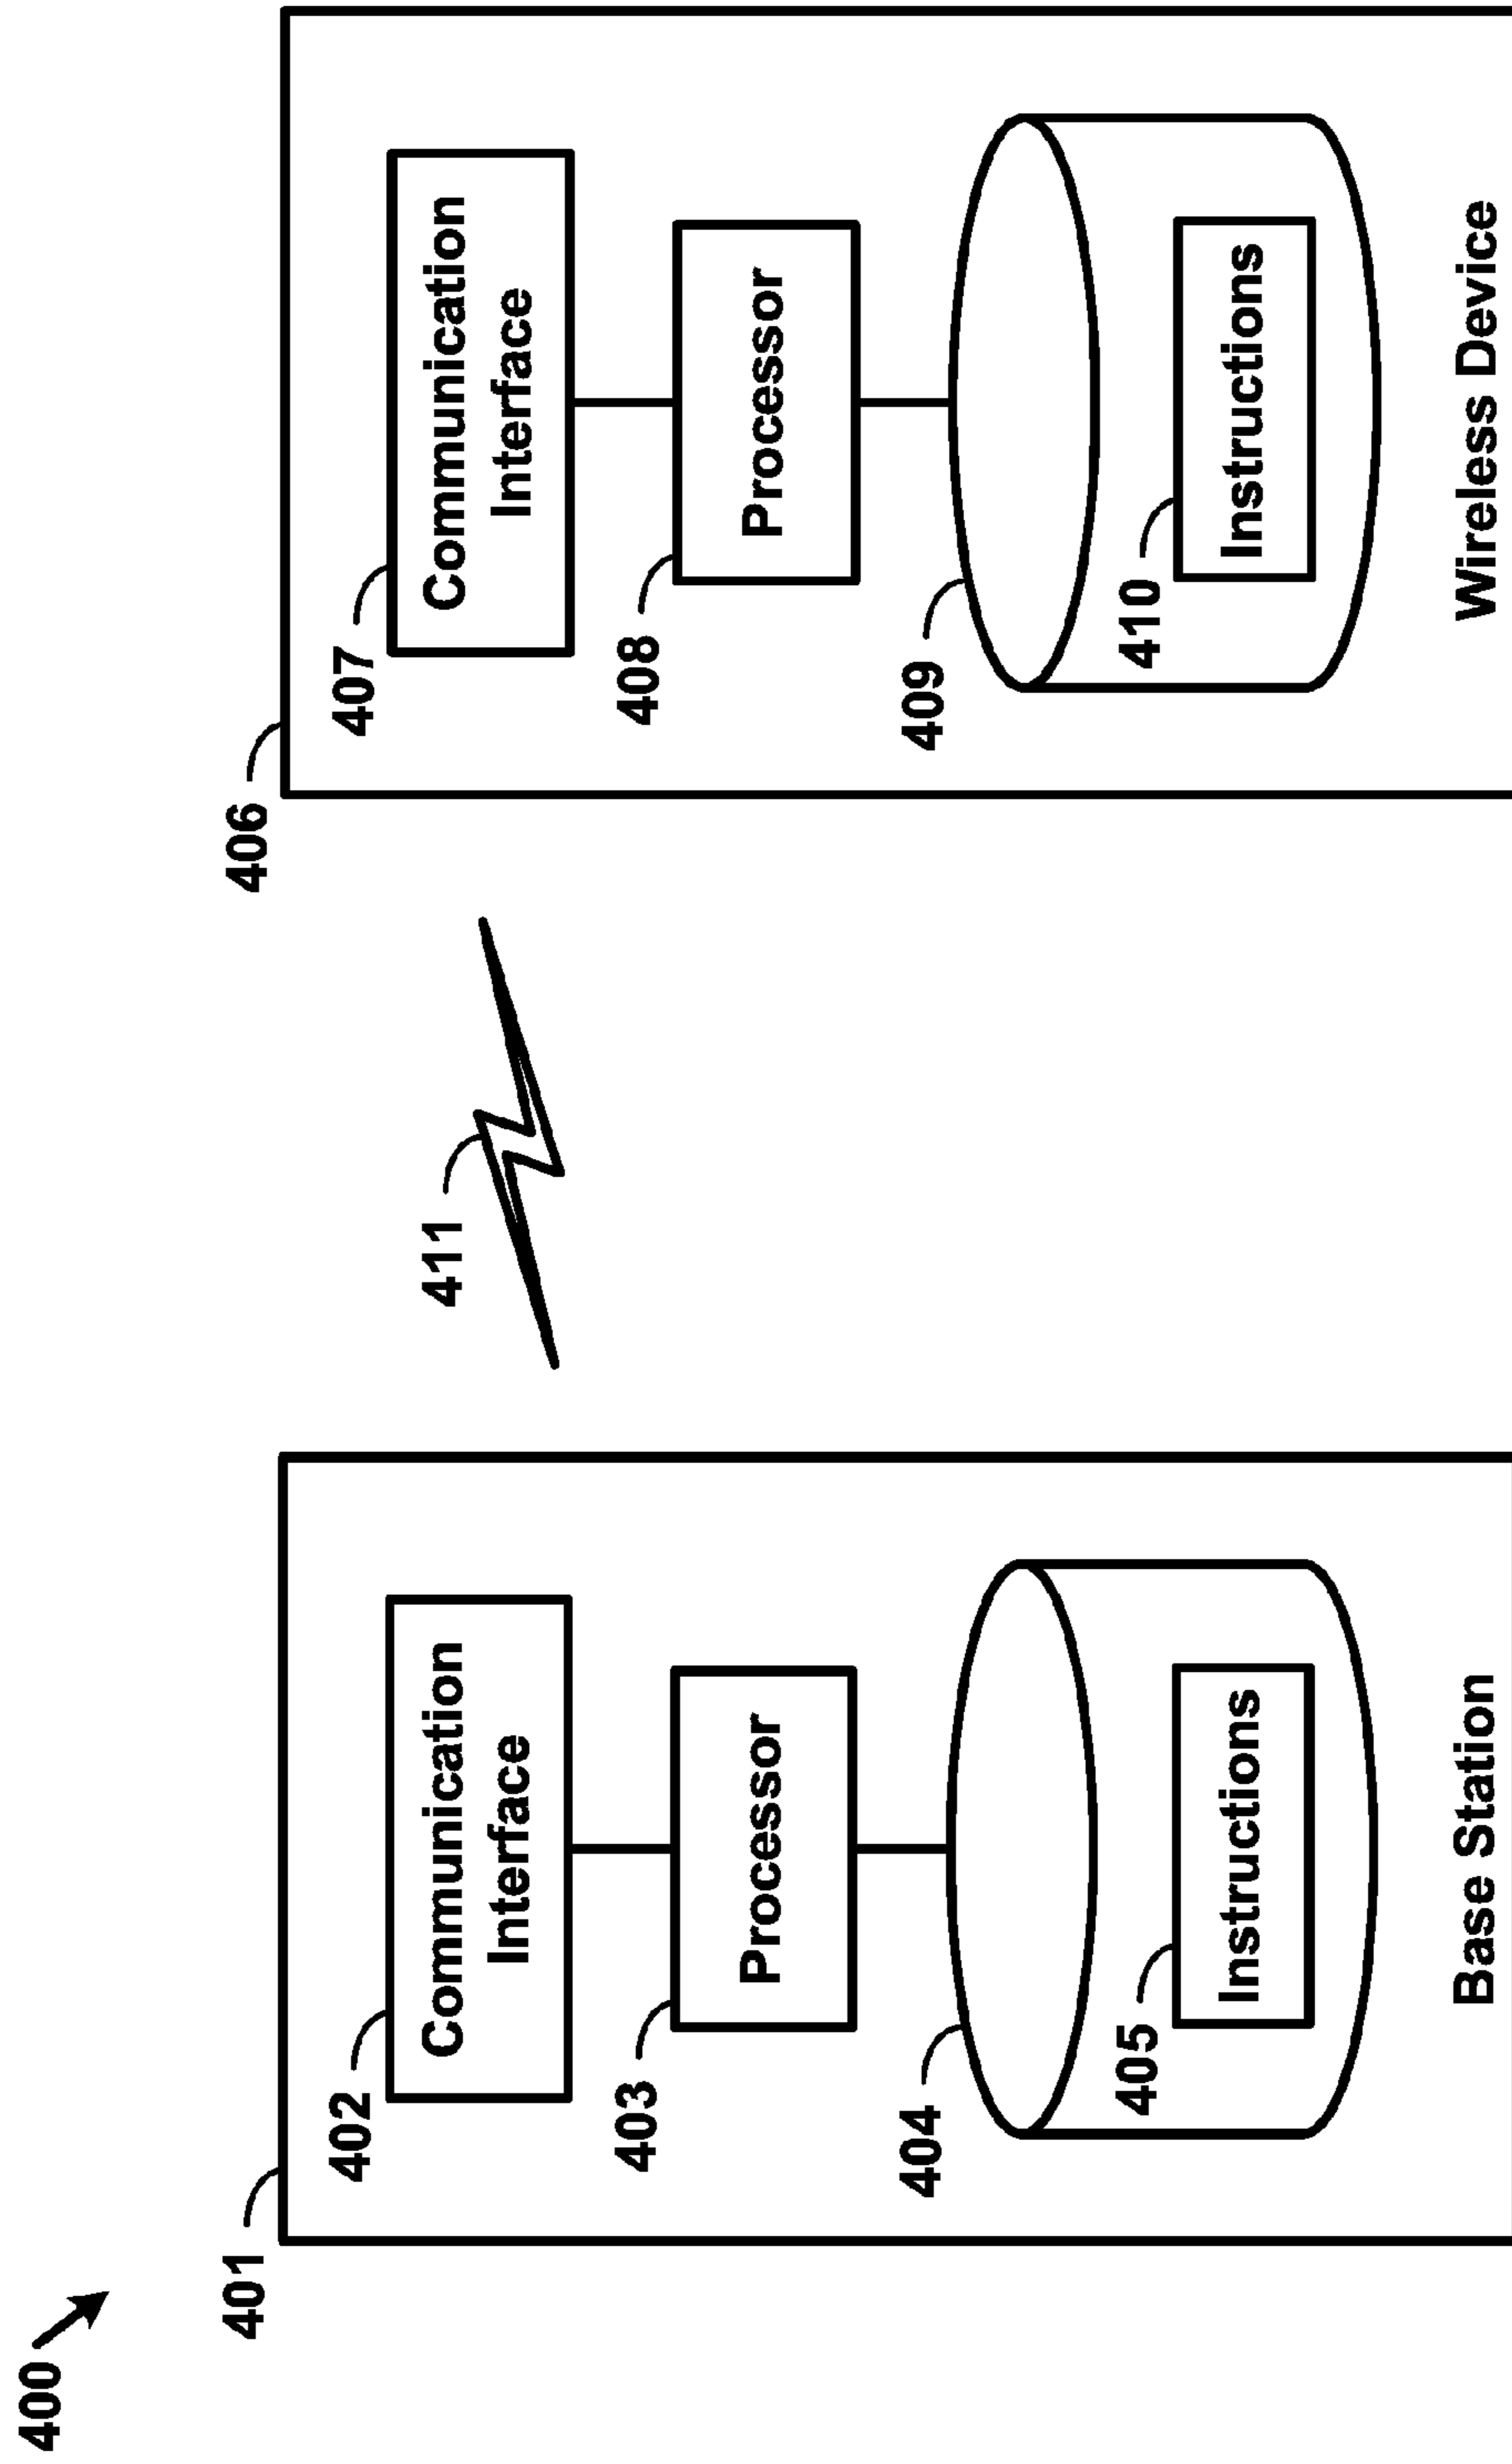 400
401
402
Communication
Interface
403
Processor
404
405
Instructions
Base Station
411
406
407
Communication
Interface
408
Processor
409
410
Instructions
Wireless Device